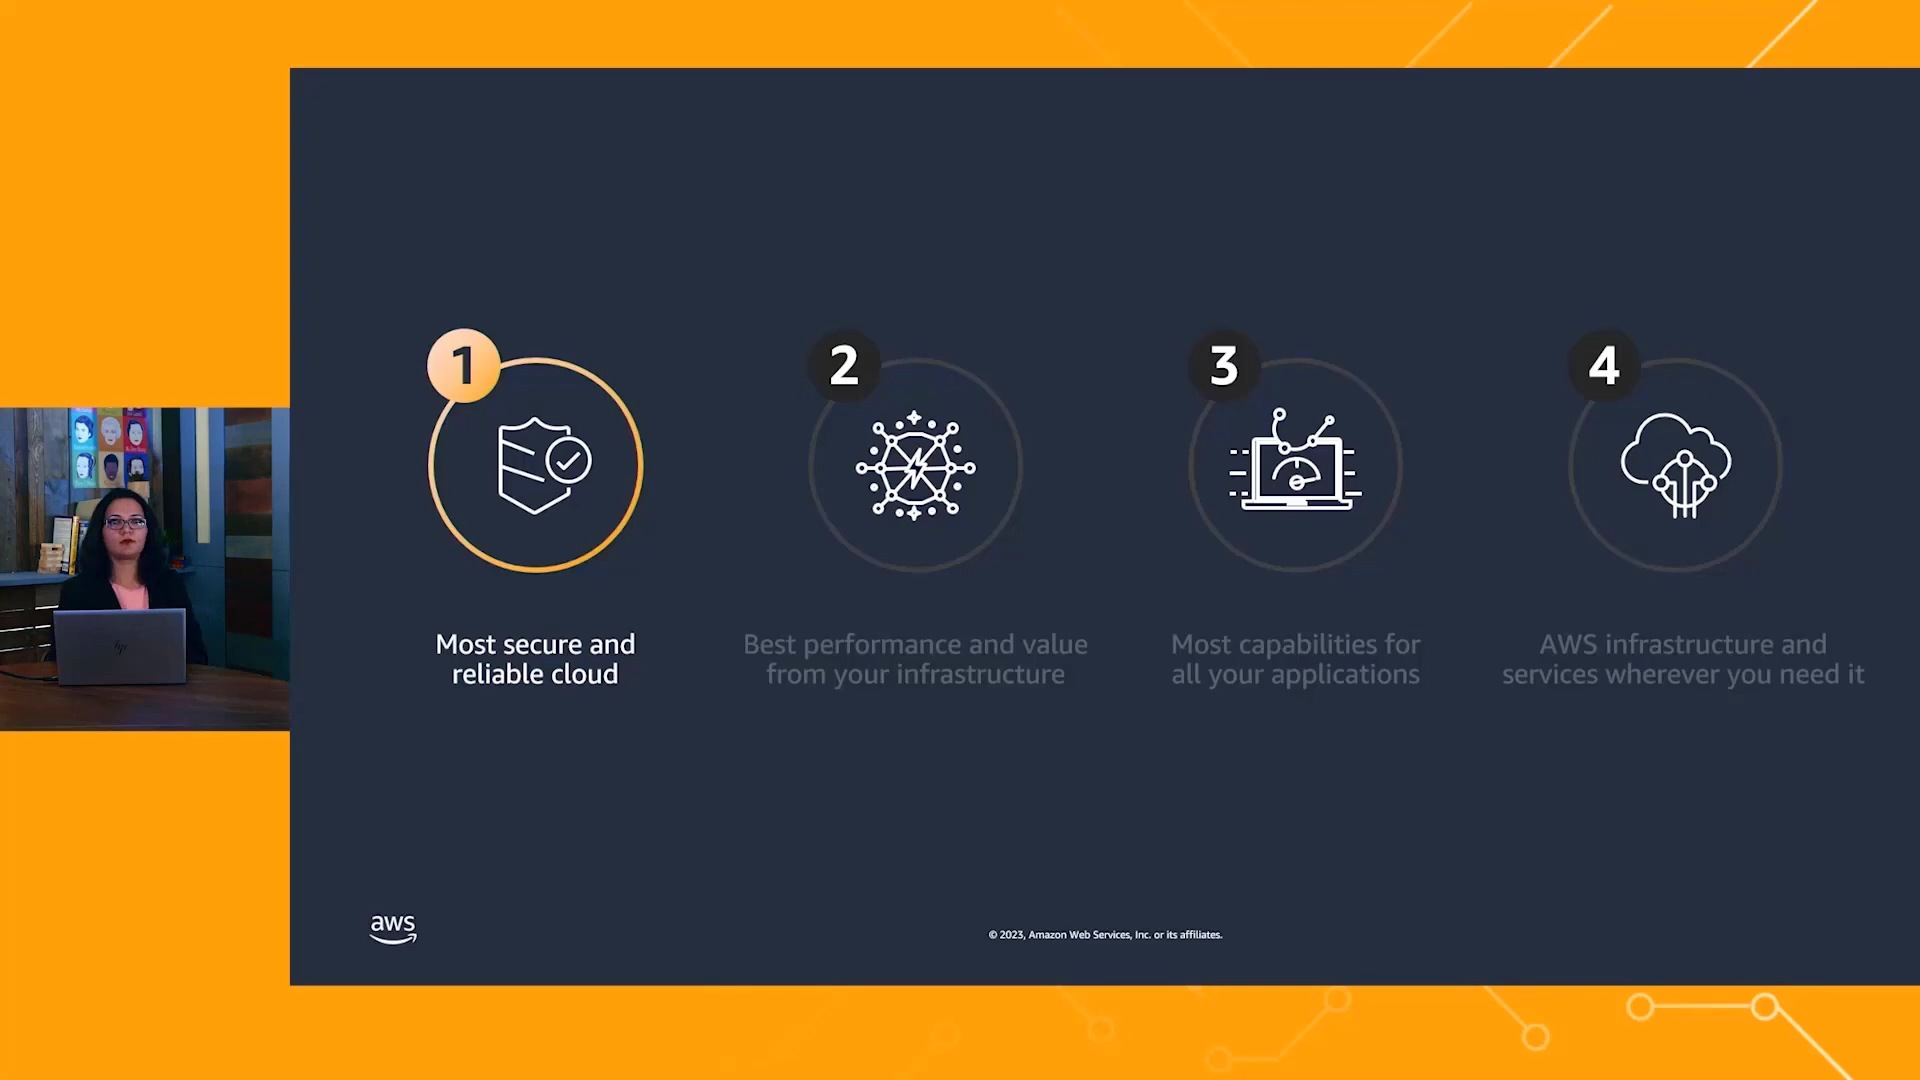 1
2
3
4
Most secure and
reliable cloud
Best performance and value
from your infrastructure
Most capabilities for
all your applications
AWS infrastructure and
services wherever you need it
aws
© 2023, Amazon Web Services, Inc. or its affiliates.
hp